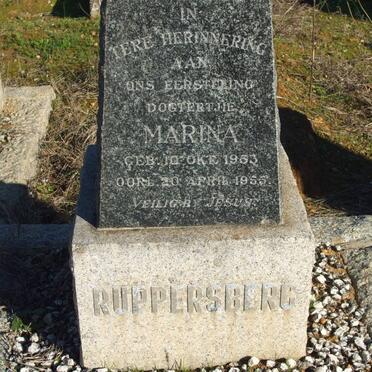 IN
TERE HERINNERING
AAN
ONS EERSTELING
DOGTERTJIE
MARINA
GEB. 10 OKT. 1953
OORL. 20 APRIL 1955.
VEILIG BY JESUS.
RUPPERSBERG